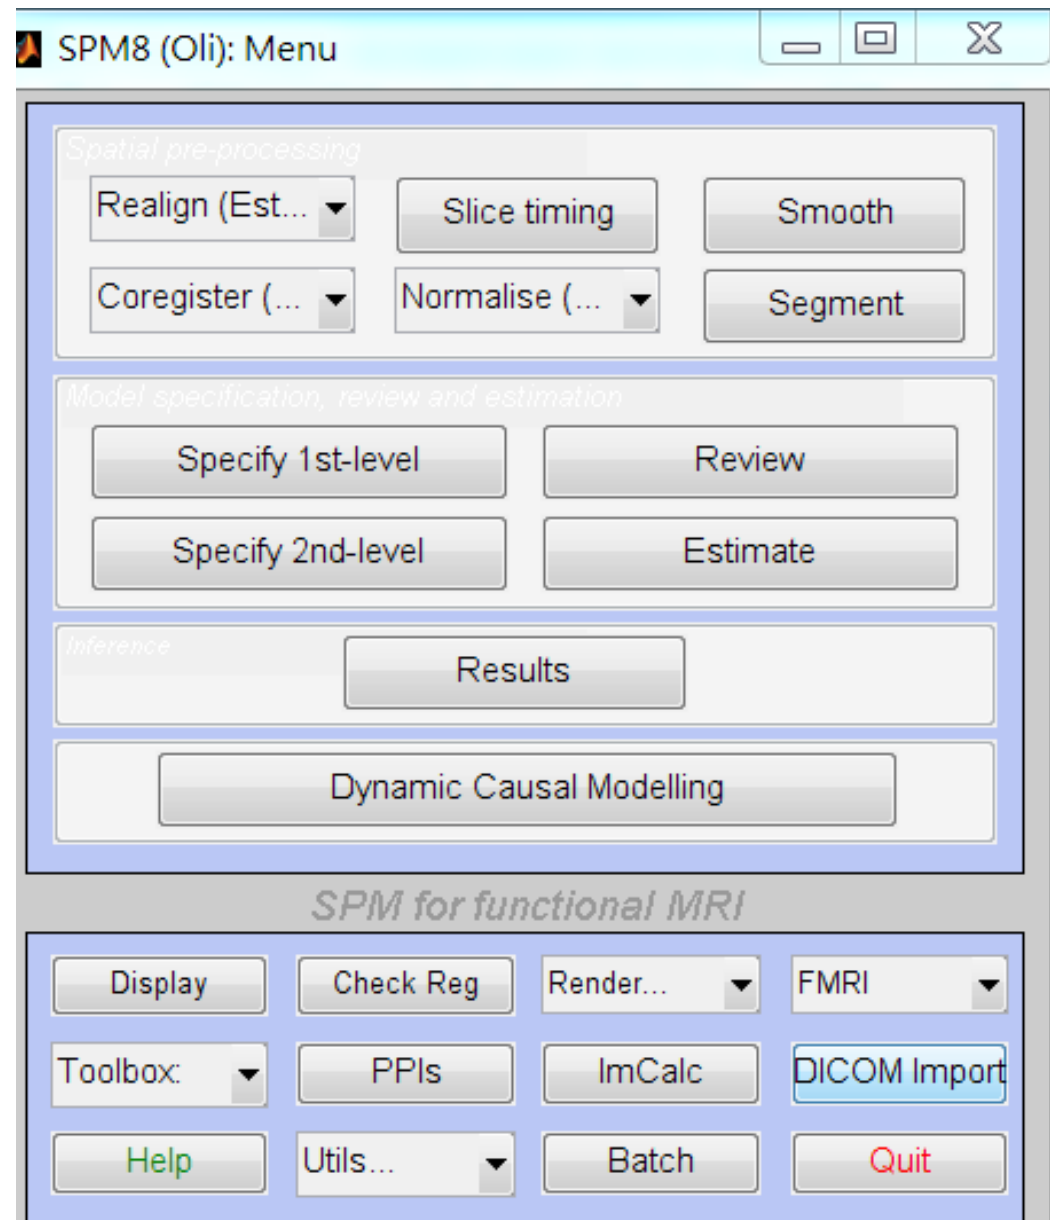 SPM8 (Oli): Menu
Spatial pre-processing
Realign (Est... Slice timing Smooth
Coregister (... Normalise (... Segment
Model specification, review and estimation
Specify 1st-level Review
Specify 2nd-level Estimate
Inference
Results
Dynamic Causal Modelling
SPM for functional MRI
Display Check Reg Render... FMRI
Toolbox: PPIs ImCalc DICOM Import
Help Utils... Batch Quit